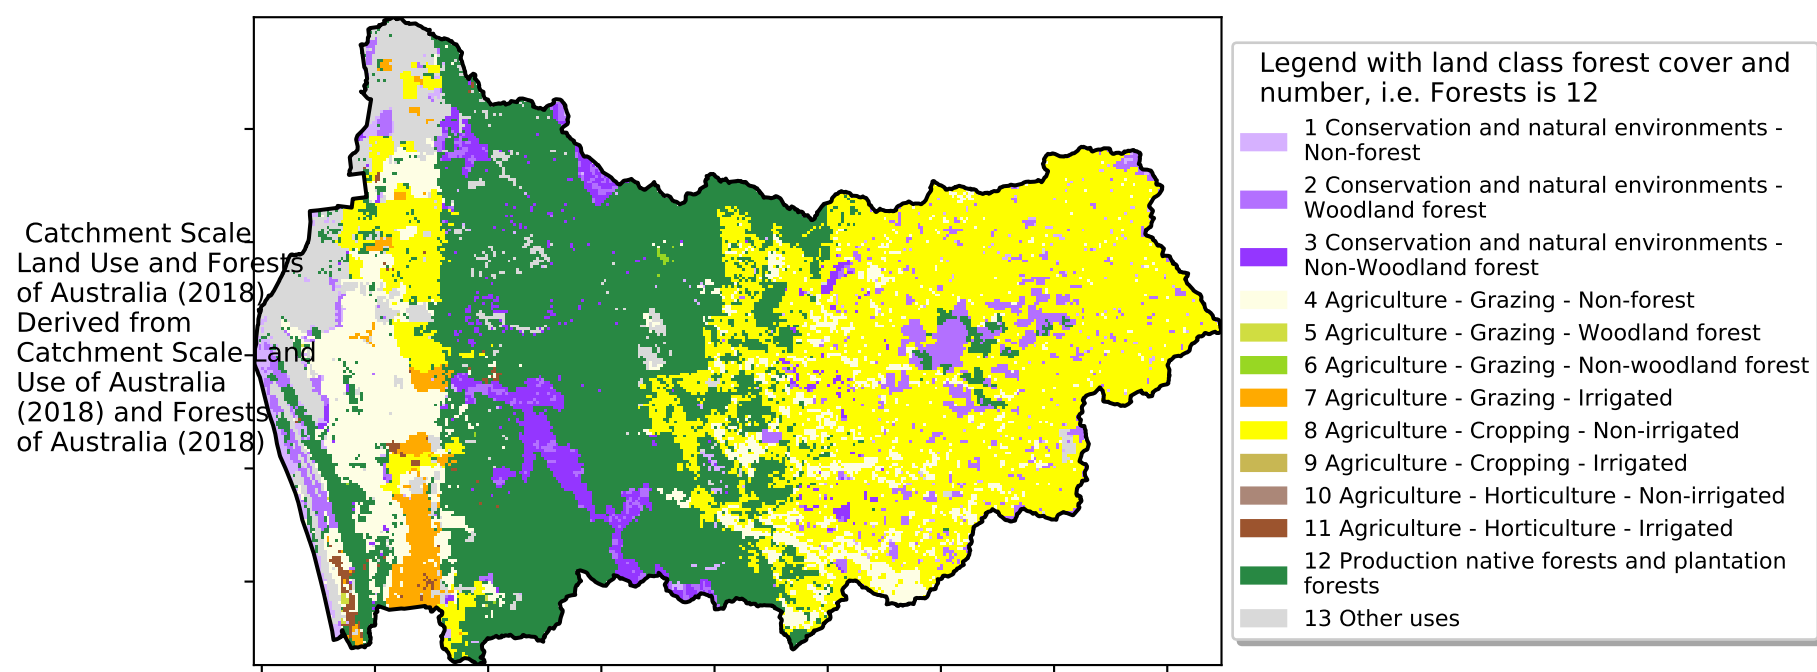 Catchment Scale
Land Use and Forests
of Australia (2018)
Derived from
Catchment Scale Land
Use of Australia
(2018) and Forests
of Australia (2018)
Legend with land class forest cover and
number, i.e. Forests is 12
1 Conservation and natural environments -
Non-forest
2 Conservation and natural environments -
Woodland forest
3 Conservation and natural environments -
Non-Woodland forest
4 Agriculture - Grazing - Non-forest
5 Agriculture - Grazing - Woodland forest
6 Agriculture - Grazing - Non-woodland forest
7 Agriculture - Grazing - Irrigated
8 Agriculture - Cropping - Non-irrigated
9 Agriculture - Cropping - Irrigated
10 Agriculture - Horticulture - Non-irrigated
11 Agriculture - Horticulture - Irrigated
12 Production native forests and plantation
forests
13 Other uses